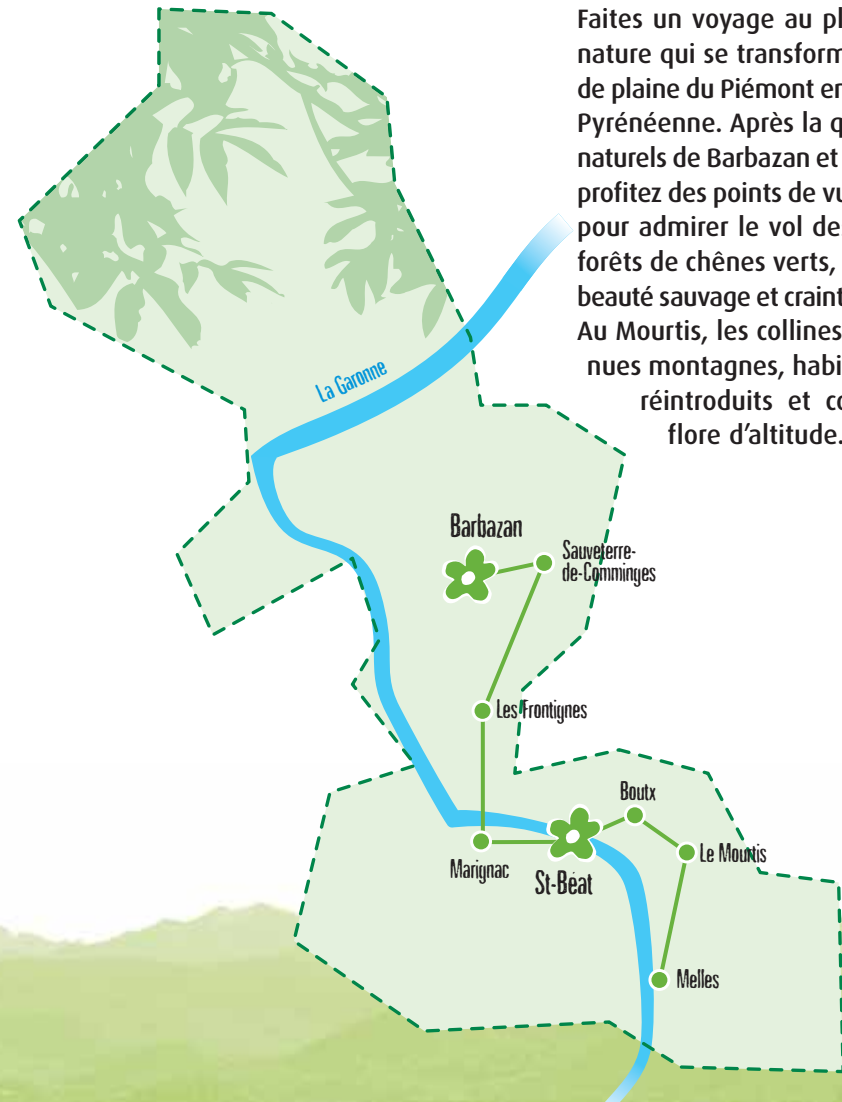 Faites un voyage au
nature qui se
de plaine du Piémont
Pyrénéenne. Après la
naturels de Barbazan et
profitez des points de
pour admirer le vol
forêts de chênes verts,
beauté sauvage et
Au Mourtis, les collines
nues montagnes,
réintroduits et
flore d'altitude.
La Garonne
Barbazan
Sauveterre-
de-Comminges
Les Frontignes
Boutx
Le Mourtis
Marignac
St-Béat
Melles